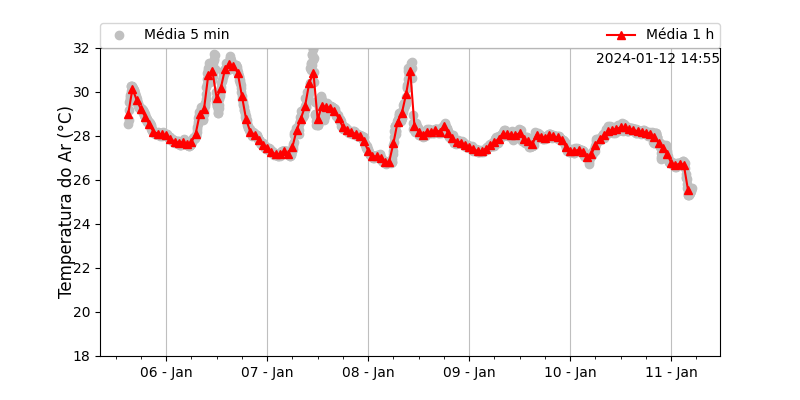 Média 5 min
Média 1 h
2024-01-12 14:55
Temperatura do Ar (°C)
32
30
28
26
24
22
20
18
06 - Jan
07 - Jan
08 - Jan
09 - Jan
10 - Jan
11 - Jan